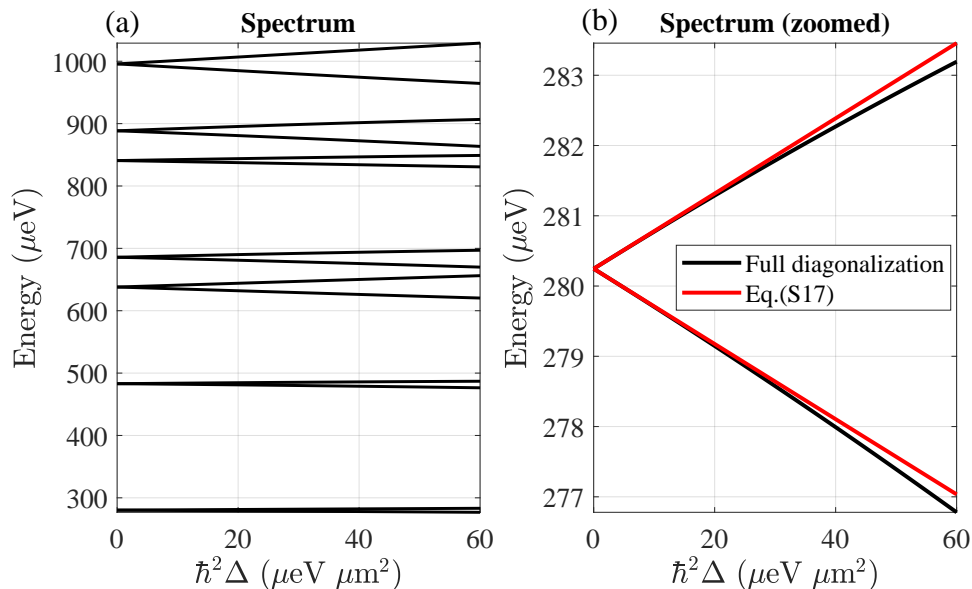 (a) Spectrum
Energy (μeV)
1000
900
800
700
600
500
400
300
0 20 40 60
ℏ²Δ (μeV μm²)
(b) Spectrum (zoomed)
Energy (μeV)
283
282
281
280
279
278
277
Full diagonalization
Eq.(S17)
0 20 40 60
ℏ²Δ (μeV μm²)